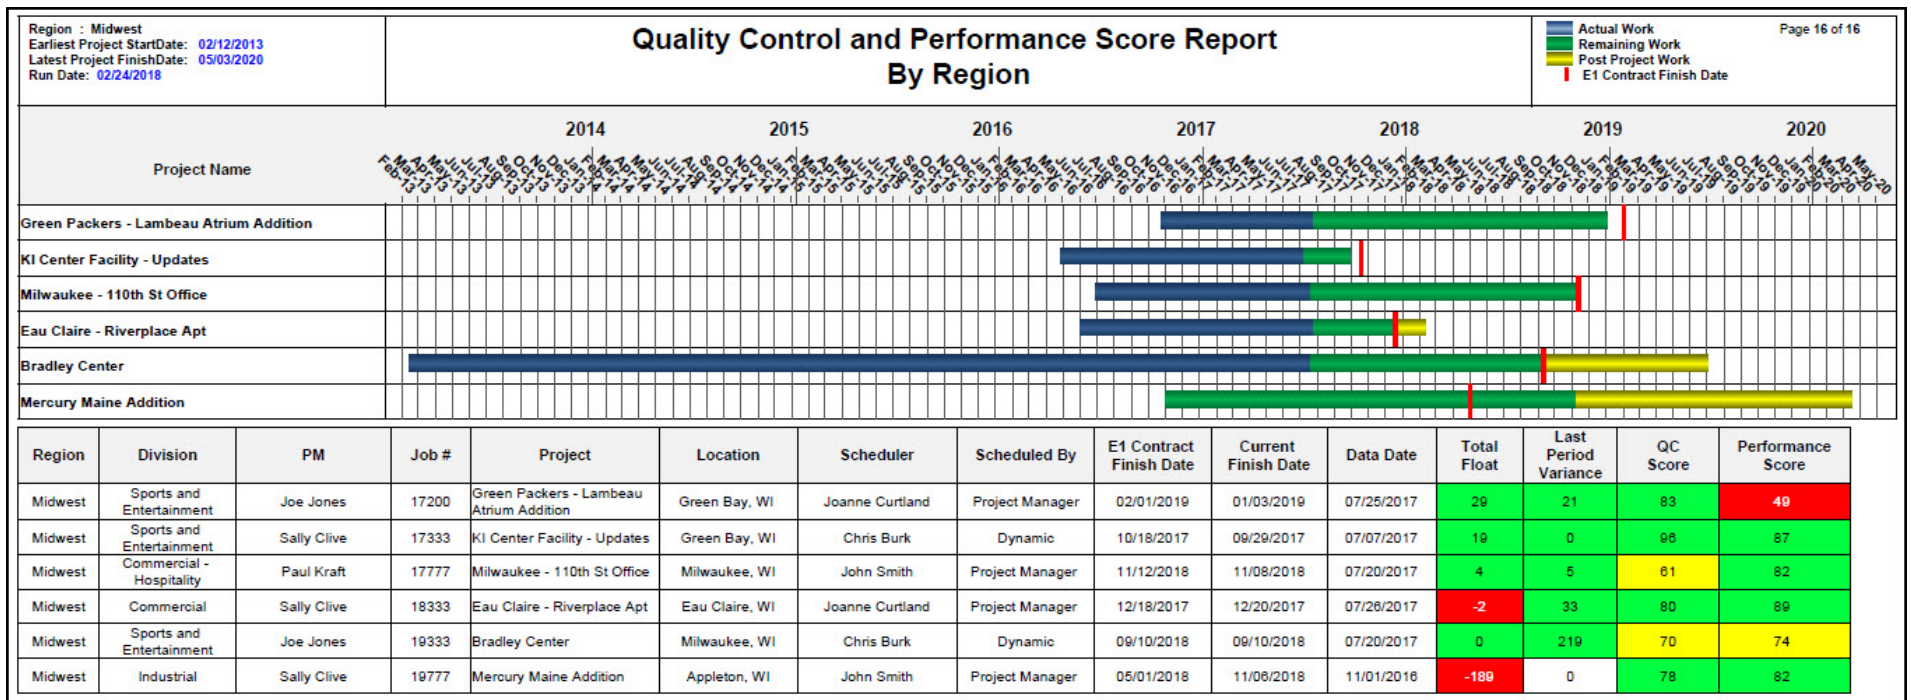 Region : Midwest
Earliest Project StartDate: 02/12/2013
Latest Project FinishDate: 05/03/2020
Run Date: 02/24/2018
Quality Control and Performance Score Report
By Region
Actual Work
Remaining Work
Post Project Work
E1 Contract Finish Date
Page 16 of 16
Project Name
2014 2015 2016 2017 2018 2019 2020
Green Packers - Lambeau Atrium Addition
KI Center Facility - Updates
Milwaukee - 110th St Office
Eau Claire - Riverplace Apt
Bradley Center
Mercury Maine Addition
Region Division PM Job # Project Location Scheduler Scheduled By E1 Contract Finish Date Current Finish Date Data Date Total Float Last Period Variance QC Score Performance Score
Midwest Sports and Entertainment Joe Jones 17200 Green Packers - Lambeau Atrium Addition Green Bay, WI Joanne Curtland Project Manager 02/01/2019 01/03/2019 07/25/2017 29 21 83 49
Midwest Sports and Entertainment Sally Clive 17333 KI Center Facility - Updates Green Bay, WI Chris Burk Dynamic 10/18/2017 09/29/2017 07/07/2017 19 0 96 87
Midwest Commercial - Hospitality Paul Kraft 17777 Milwaukee - 110th St Office Milwaukee, WI John Smith Project Manager 11/12/2018 11/08/2018 07/20/2017 4 5 61 82
Midwest Commercial Sally Clive 18333 Eau Claire - Riverplace Apt Eau Claire, WI Joanne Curtland Project Manager 12/18/2017 12/20/2017 07/26/2017 -2 33 80 89
Midwest Sports and Entertainment Joe Jones 19333 Bradley Center Milwaukee, WI Chris Burk Dynamic 09/10/2018 09/10/2018 07/20/2017 0 219 70 74
Midwest Industrial Sally Clive 19777 Mercury Maine Addition Appleton, WI John Smith Project Manager 05/01/2018 11/06/2018 11/01/2016 -189 0 78 82